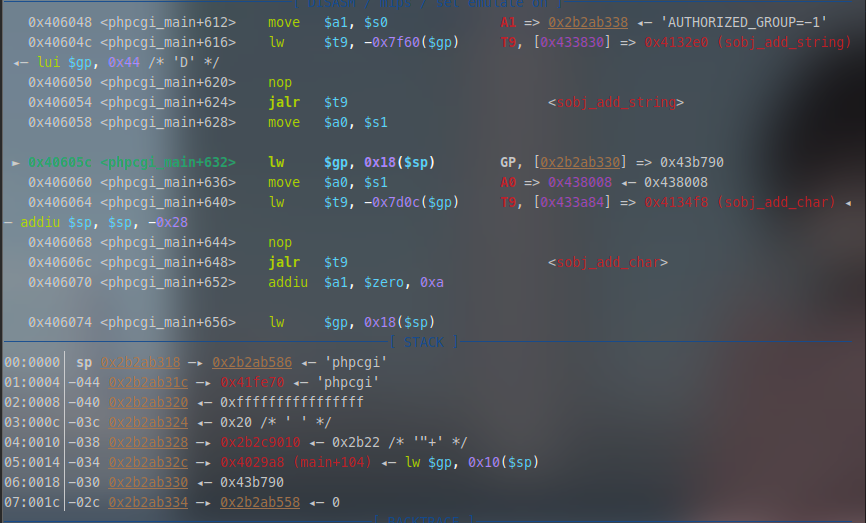 [ DISASM / MIPS / set emulate on ]
0x406048 <phpcgi_main+612> move $a1, $s0 A1 => 0x2b2ab338 ◂— 'AUTHORIZED_GROUP=-1'
0x40604c <phpcgi_main+616> lw $t9, -0x7f60($gp) T9, [0x433830] => 0x4132e0 (sobj_add_string)
◂— lui $gp, 0x44 /* 'D' */
0x406050 <phpcgi_main+620> nop
0x406054 <phpcgi_main+624> jalr $t9 <sobj_add_string>
0x406058 <phpcgi_main+628> move $a0, $s1
► 0x40605c <phpcgi_main+632> lw $gp, 0x18($sp) GP, [0x2b2ab330] => 0x43b790
0x406060 <phpcgi_main+636> move $a0, $s1 A0 => 0x438008 ◂— 0x438008
0x406064 <phpcgi_main+640> lw $t9, -0x7d0c($gp) T9, [0x433a84] => 0x4134f8 (sobj_add_char) ◂
— addiu $sp, $sp, -0x28
0x406068 <phpcgi_main+644> nop
0x40606c <phpcgi_main+648> jalr $t9 <sobj_add_char>
0x406070 <phpcgi_main+652> addiu $a1, $zero, 0xa
0x406074 <phpcgi_main+656> lw $gp, 0x18($sp)
[ STACK ]
00:0000│ sp 0x2b2ab318 —▸ 0x2b2ab586 ◂— 'phpcgi'
01:0004│-044 0x2b2ab31c —▸ 0x41fe70 ◂— 'phpcgi'
02:0008│-040 0x2b2ab320 ◂— 0xffffffffffffffff
03:000c│-03c 0x2b2ab324 ◂— 0x20 /* ' ' */
04:0010│-038 0x2b2ab328 —▸ 0x2b2c9010 ◂— 0x2b22 /* '"+' */
05:0014│-034 0x2b2ab32c —▸ 0x4029a8 (main+104) ◂— lw $gp, 0x10($sp)
06:0018│-030 0x2b2ab330 ◂— 0x43b790
07:001c│-02c 0x2b2ab334 —▸ 0x2b2ab558 ◂— 0